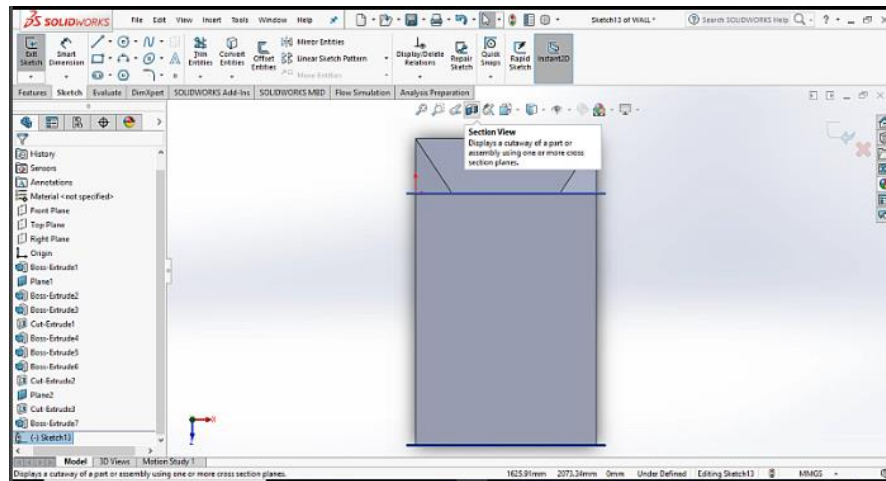 SOLIDWORKS File Edit View Insert Tools Window Help Sketch13 of WALL * Search SOLIDWORKS Help
Exit Sketch
Smart Dimension
Trim Entities
Convert Entities
Offset Entities
Mirror Entities
Linear Sketch Pattern
Move Entities
Display/Delete Relations
Repair Sketch
Quick Snaps
Rapid Sketch
Instant2D
Features Sketch Evaluate DimXpert SOLIDWORKS Add-Ins SOLIDWORKS MBD Flow Simulation Analysis Preparation
Section View
Displays a cutaway of a part or
assembly using one or more cross
section planes.
History
Sensors
Annotations
Material <not specified>
Front Plane
Top Plane
Right Plane
Origin
Boss-Extrude1
Plane1
Boss-Extrude2
Boss-Extrude3
Cut-Extrude1
Boss-Extrude4
Boss-Extrude5
Boss-Extrude6
Cut-Extrude2
Plane2
Cut-Extrude3
Boss-Extrude7
(-) Sketch13
Model 3D Views Motion Study 1
Displays a cutaway of a part or assembly using one or more cross section planes. 1625.91mm 2073.34mm 0mm Under Defined Editing Sketch13 MMGS